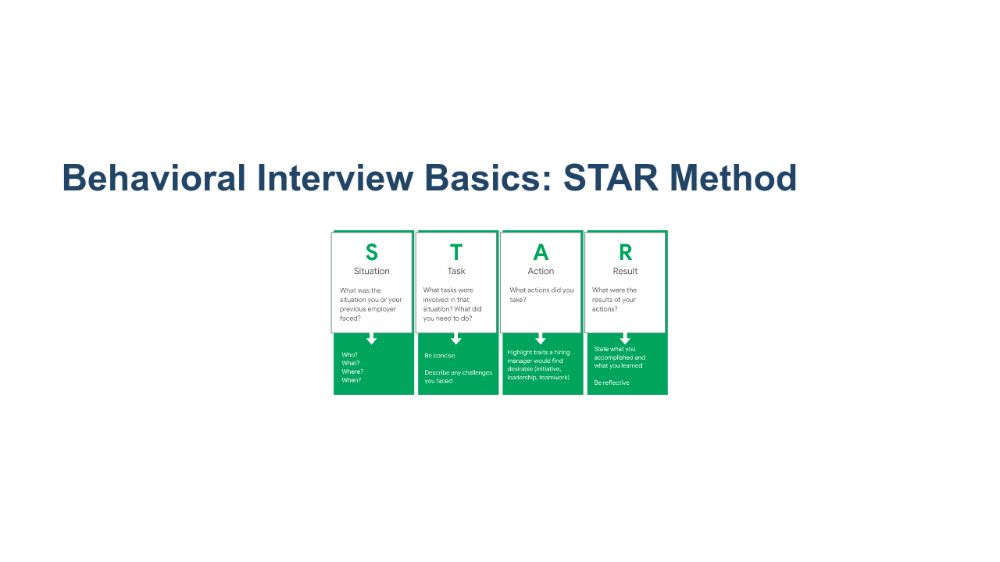 Behavioral Interview Basics: STAR Method
S
Situation
What was the
situation you or your
previous employer
faced?
Who?
What?
Where?
When?
T
Task
What tasks were
involved in that
situation? What did
you need to do?
Be concise
Describe any challenges
you faced
A
Action
What actions did you
take?
Highlight traits a hiring
manager would find
desirable (initiative,
leadership, teamwork)
R
Result
What were the
results of your
actions?
State what you
accomplished and
what you learned
Be reflective